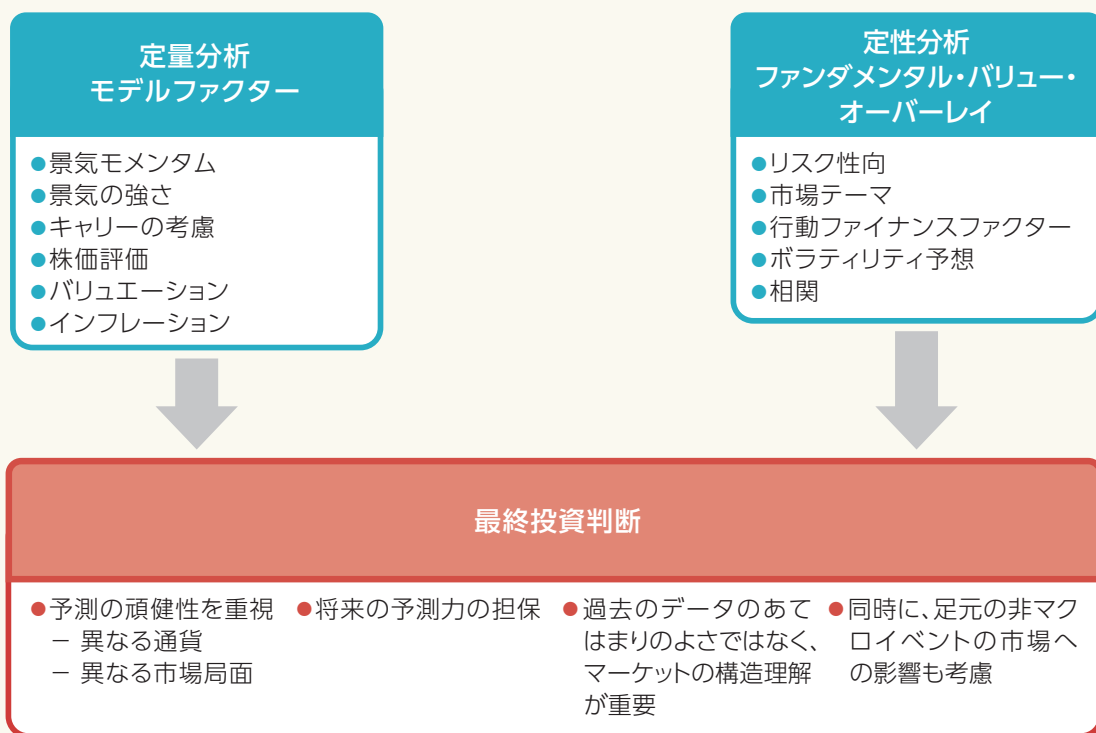 定量分析
モデルファクター
●景気モメンタム
●景気の強さ
●キャリーの考慮
●株価評価
●バリュエーション
●インフレーション
定性分析
ファンダメンタル・バリュー・
オーバーレイ
●リスク性向
●市場テーマ
●行動ファイナンスファクター
●ボラティリティ予想
●相関
最終投資判断
●予測の頑健性を重視
－ 異なる通貨
－ 異なる市場局面
●将来の予測力の担保
●過去のデータのあて
はまりのよさではなく、
マーケットの構造理解
が重要
●同時に、足元の非マク
ロイベントの市場へ
の影響も考慮